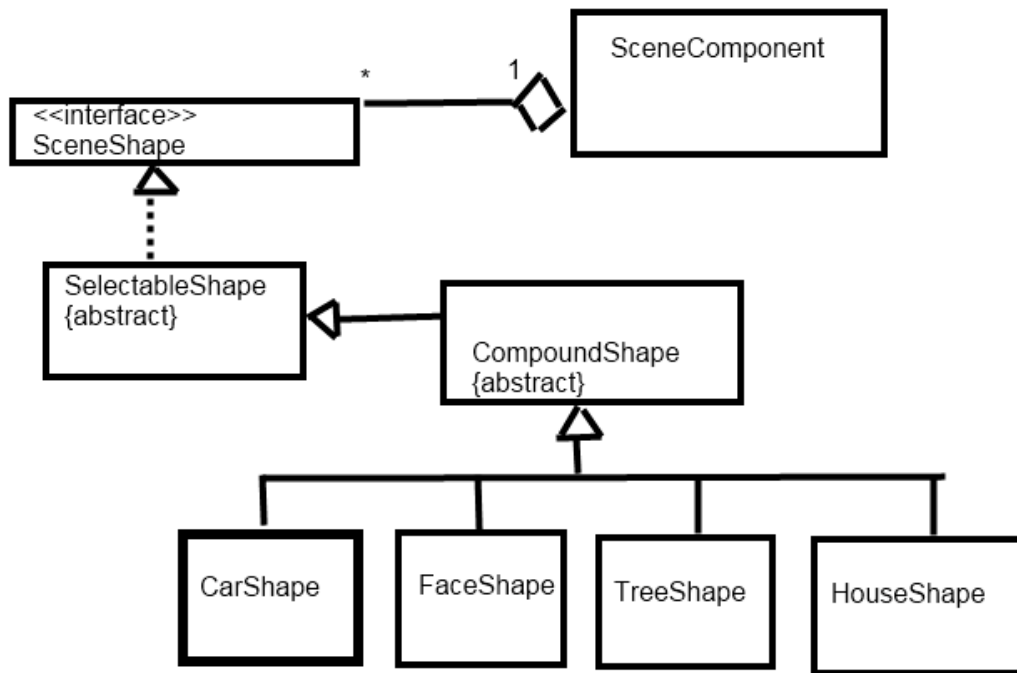 SceneComponent
*
1
<<interface>>
SceneShape
SelectableShape
{abstract}
CompoundShape
{abstract}
CarShape
FaceShape
TreeShape
HouseShape